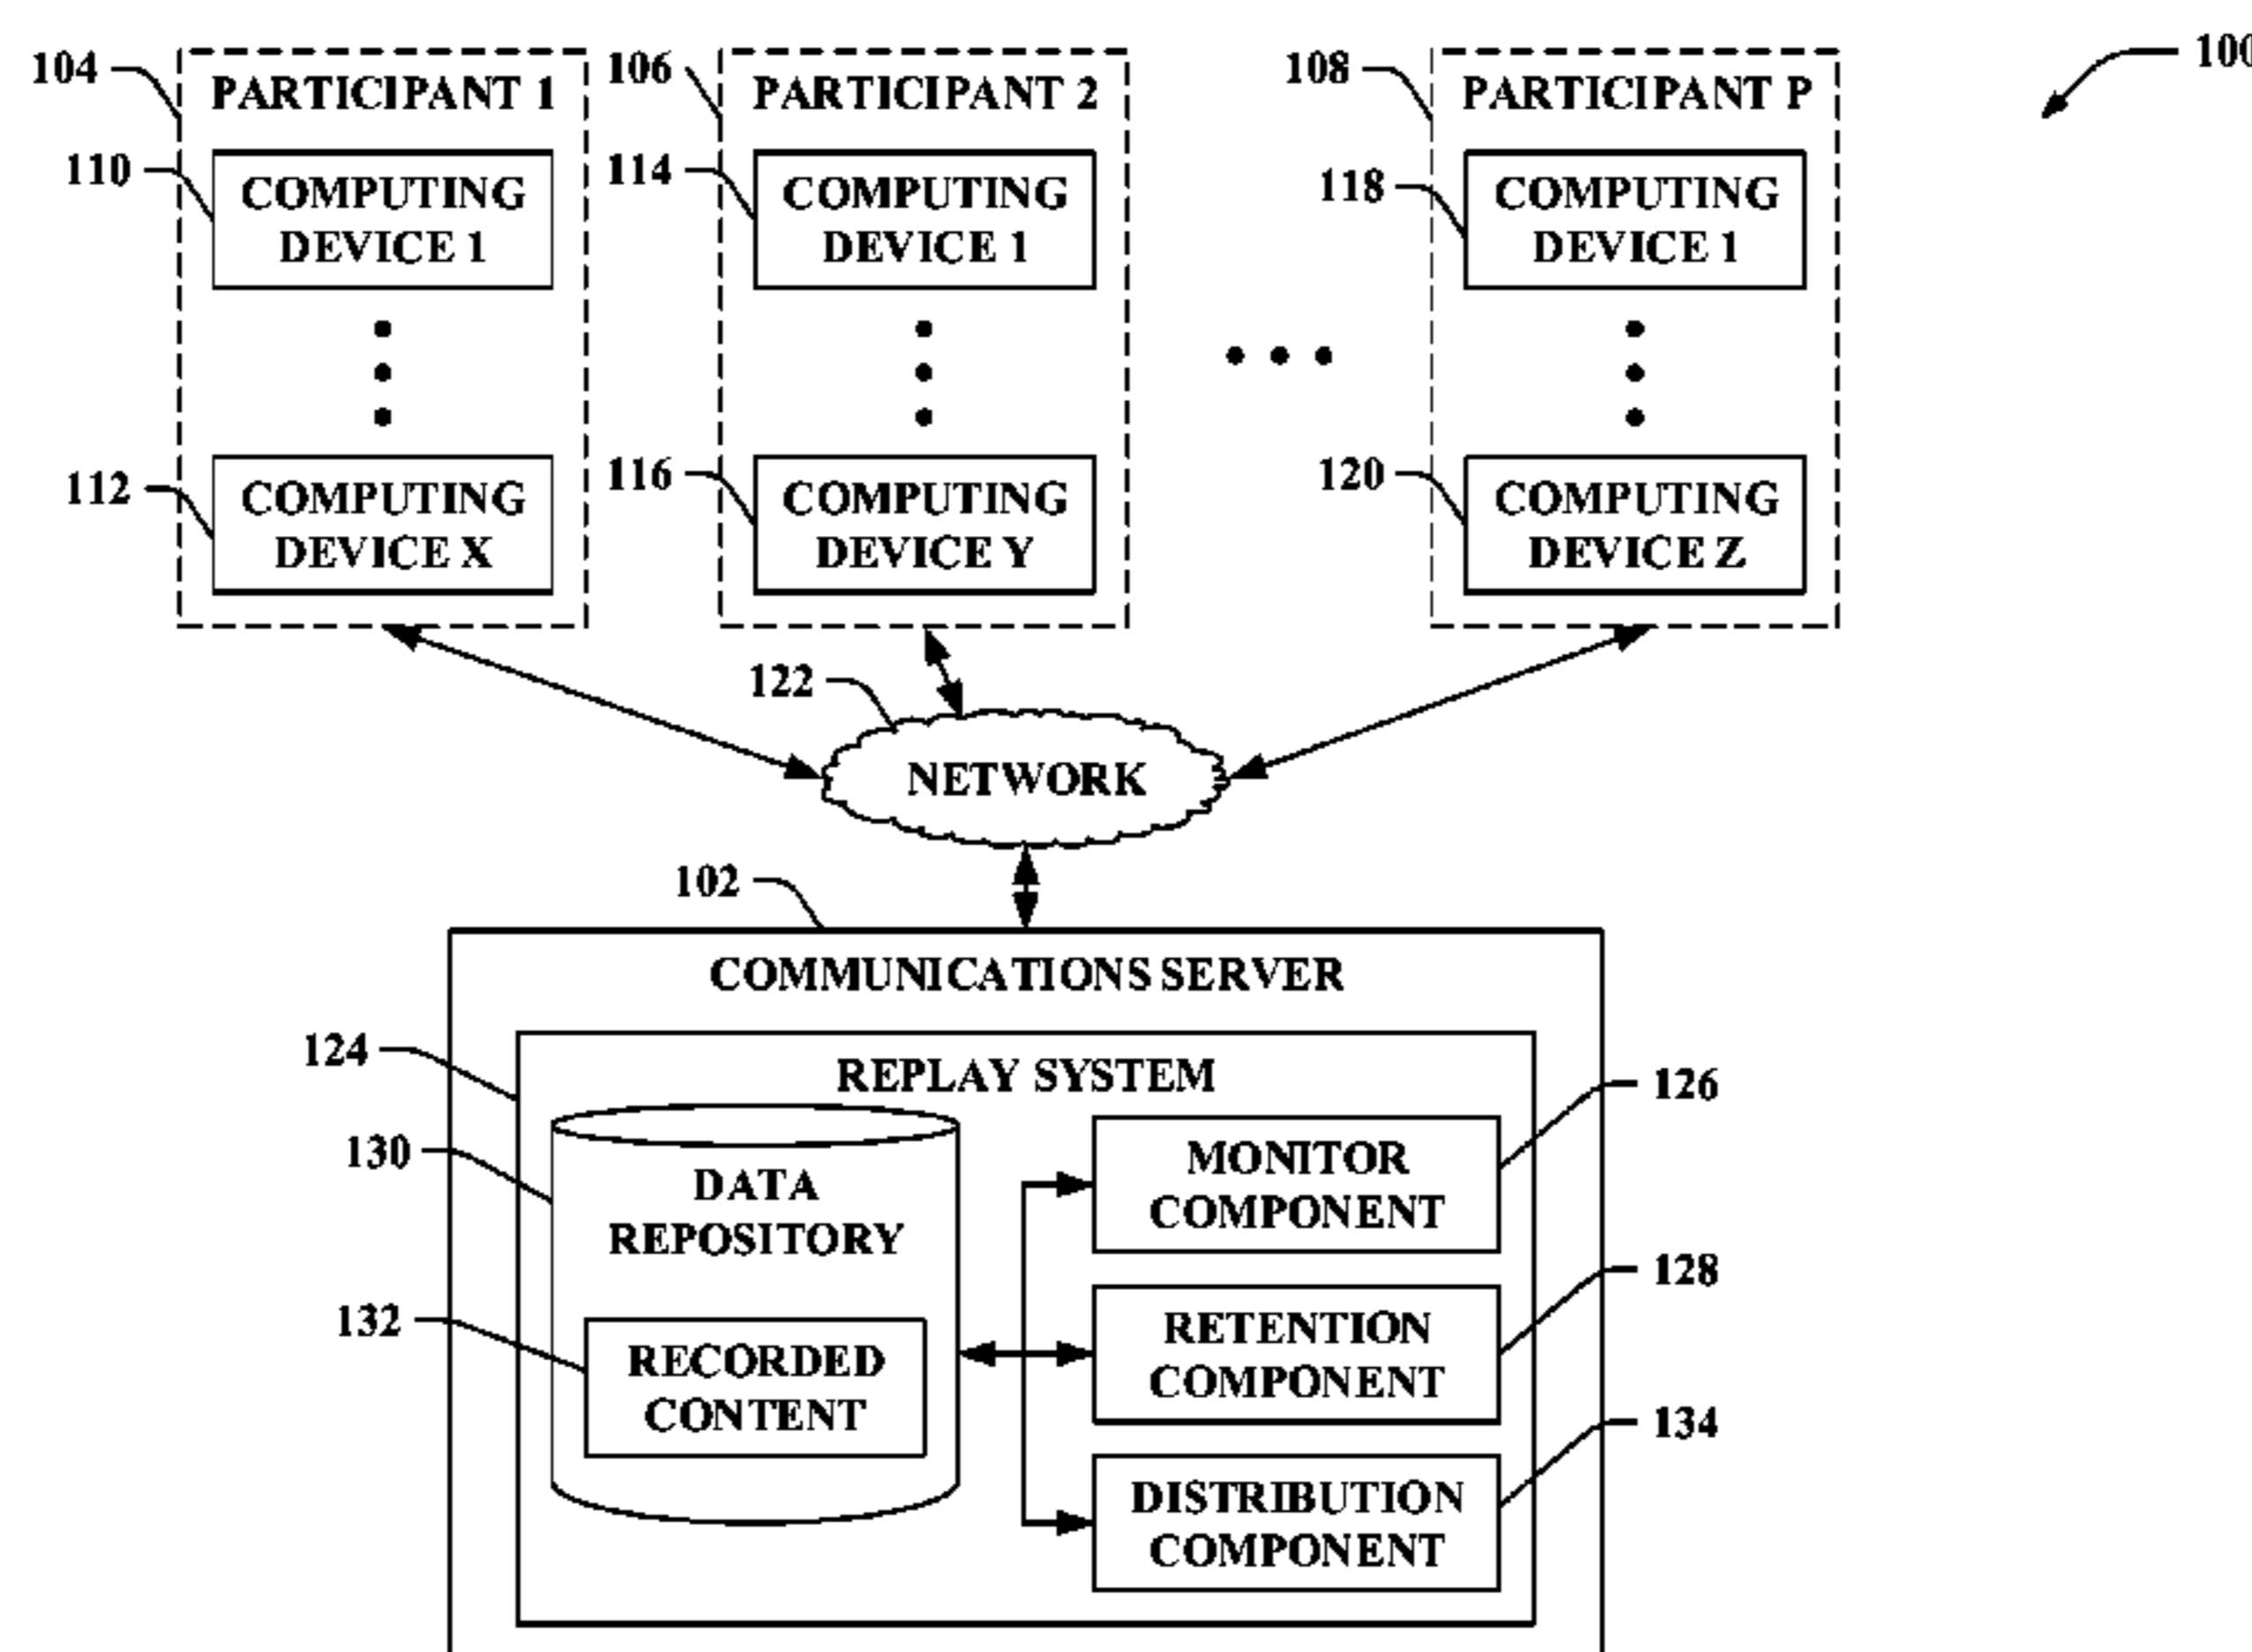 100
104
PARTICIPANT 1
106
PARTICIPANT 2
108
PARTICIPANT P
110
COMPUTING
DEVICE 1
114
COMPUTING
DEVICE 1
118
COMPUTING
DEVICE 1
112
COMPUTING
DEVICE X
116
COMPUTING
DEVICE Y
120
COMPUTING
DEVICE Z
122
NETWORK
102
COMMUNICATIONS SERVER
124
REPLAY SYSTEM
130
DATA
REPOSITORY
132
RECORDED
CONTENT
126
MONITOR
COMPONENT
128
RETENTION
COMPONENT
134
DISTRIBUTION
COMPONENT